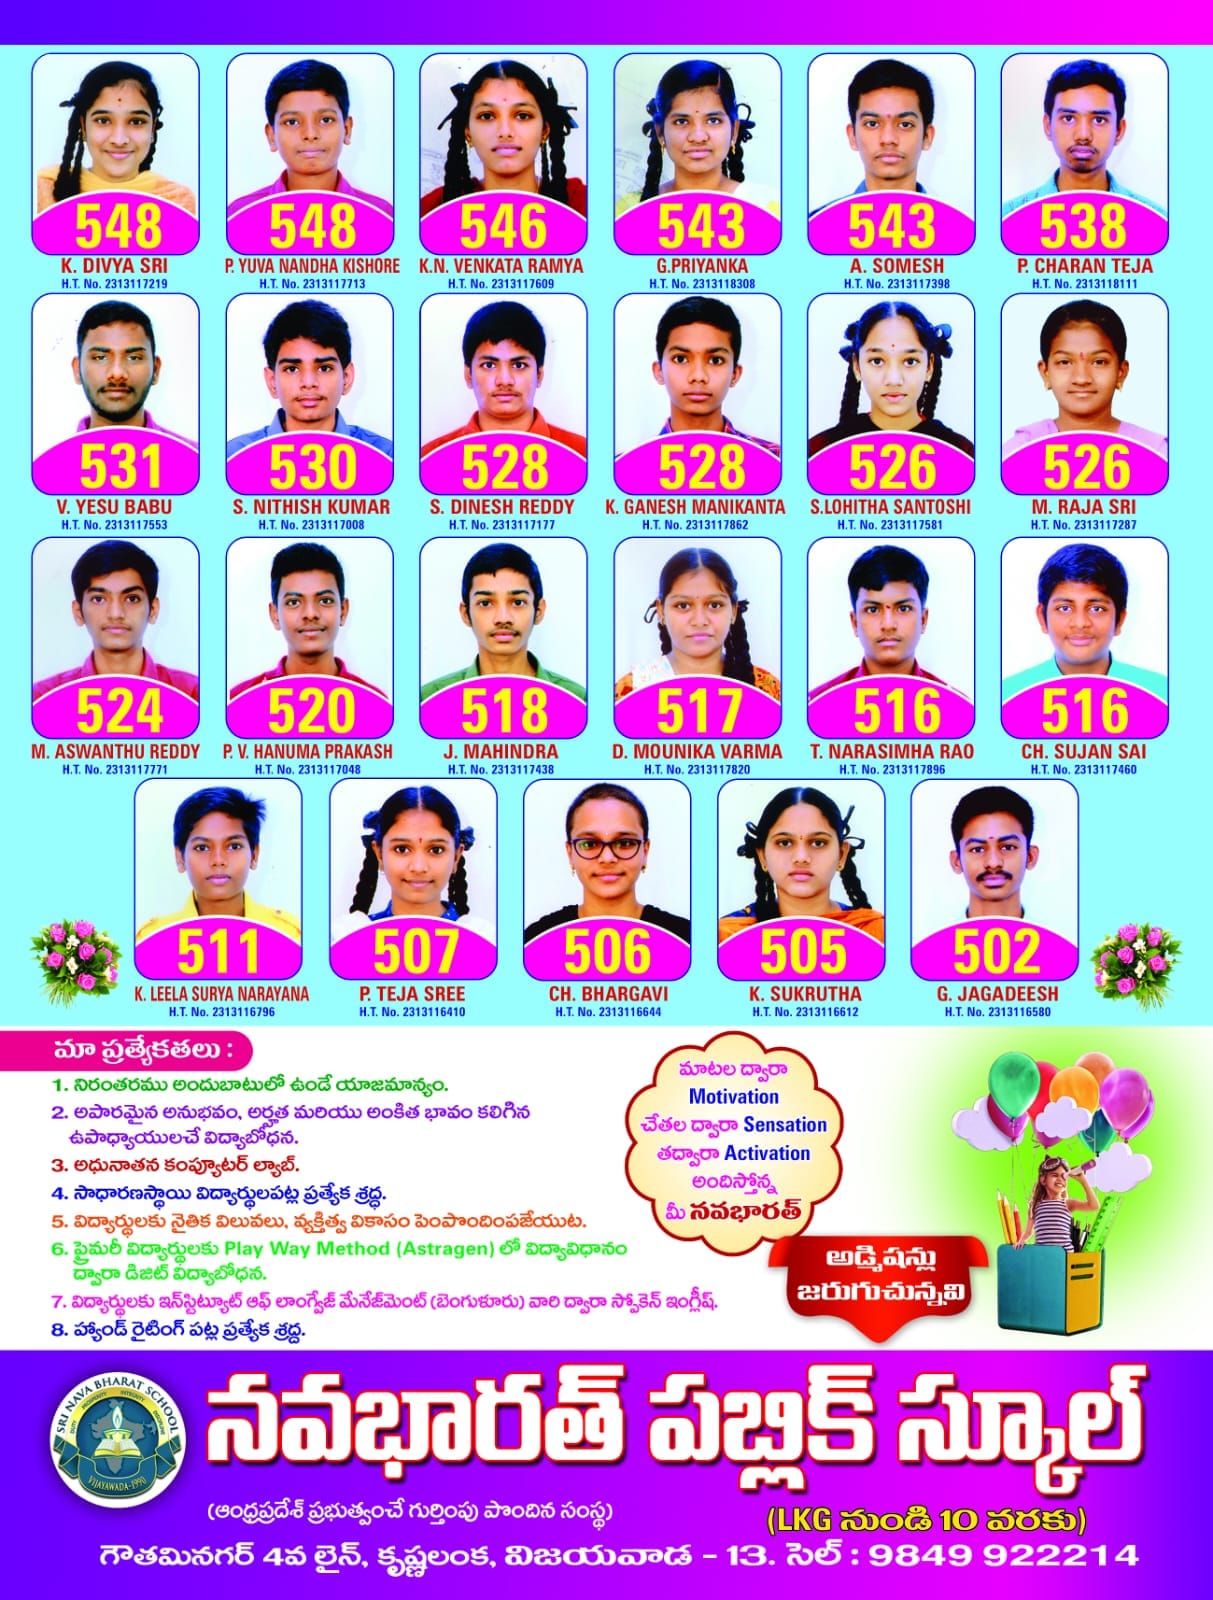 548 548 546 543 543 538
K. DIVYA SRI P. YUVA NANDHA KISHORE K.N. VENKATA RAMYA G.PRIYANKA A. SOMESH P. CHARAN TEJA
H.T. No. 2313117219 H.T. No. 2313117713 H.T. No. 2313117609 H.T. No. 2313118308 H.T. No. 2313117398 H.T. No. 2313118111
531 530 528 528 526 526
V. YESU BABU S. NITHISH KUMAR S. DINESH REDDY K. GANESH MANIKANTA S.LOHITHA SANTOSHI M. RAJA SRI
H.T. No. 2313117553 H.T. No. 2313117008 H.T. No. 2313117177 H.T. No. 2313117862 H.T. No. 2313117581 H.T. No. 2313117287
524 520 518 517 516 516
M. ASWANTHU REDDY P. V. HANUMA PRAKASH J. MAHINDRA D. MOUNIKA VARMA T. NARASIMHA RAO CH. SUJAN SAI
H.T. No. 2313117771 H.T. No. 2313117048 H.T. No. 2313117438 H.T. No. 2313117820 H.T. No. 2313117896 H.T. No. 2313117460
511 507 506 505 502
K. LEELA SURYA NARAYANA P. TEJA SREE CH. BHARGAVI K. SUKRUTHA G. JAGADEESH
H.T. No. 2313116796 H.T. No. 2313116410 H.T. No. 2313116644 H.T. No. 2313116612 H.T. No. 2313116580
మా ప్రత్యేకతలు :
1. నిరంతరము అందుబాటులో ఉండే యాజమాన్యం.
2. అపారమైన అనుభవం, అర్హత మరియు అంకిత భావం కలిగిన
ఉపాధ్యాయులచే విద్యాబోధన.
3. అధునాతన కంప్యూటర్ ల్యాబ్.
4. సాధారణస్థాయి విద్యార్థులపట్ల ప్రత్యేక శ్రద్ధ.
5. విద్యార్థులకు నైతిక విలువలు, వ్యక్తిత్వ వికాసం పెంపొందింపజేయుట.
6. ప్రైమరీ విద్యార్థులకు Play Way Method (Astragen) లో విద్యావిధానం
ద్వారా డిజిట్ విద్యాబోధన.
7. విద్యార్థులకు ఇన్‌స్టిట్యూట్ ఆఫ్ లాంగ్వేజ్ మేనేజ్‌మెంట్ (బెంగుళూరు) వారి ద్వారా స్పోకెన్ ఇంగ్లీష్.
8. హ్యాండ్ రైటింగ్ పట్ల ప్రత్యేక శ్రద్ద.
మాటల ద్వారా
Motivation
చేతల ద్వారా Sensation
తద్వారా Activation
అందిస్తోన్న
మీ నవభారత్
అడ్మిషన్లు
జరుగుచున్నవి
SRI NAVA BHARAT SCHOOL
DUTY PROSPERITY INTEGRITY DISCIPLINE
VIJAYAWADA-1990
నవభారత్ పబ్లిక్ స్కూల్
(ఆంధ్రప్రదేశ్ ప్రభుత్వంచే గుర్తింపు పొందిన సంస్థ)
(LKG నుండి 10 వరకు)
గౌతమినగర్ 4వ లైన్, కృష్ణలంక, విజయవాడ - 13. సెల్ : 9849 922214